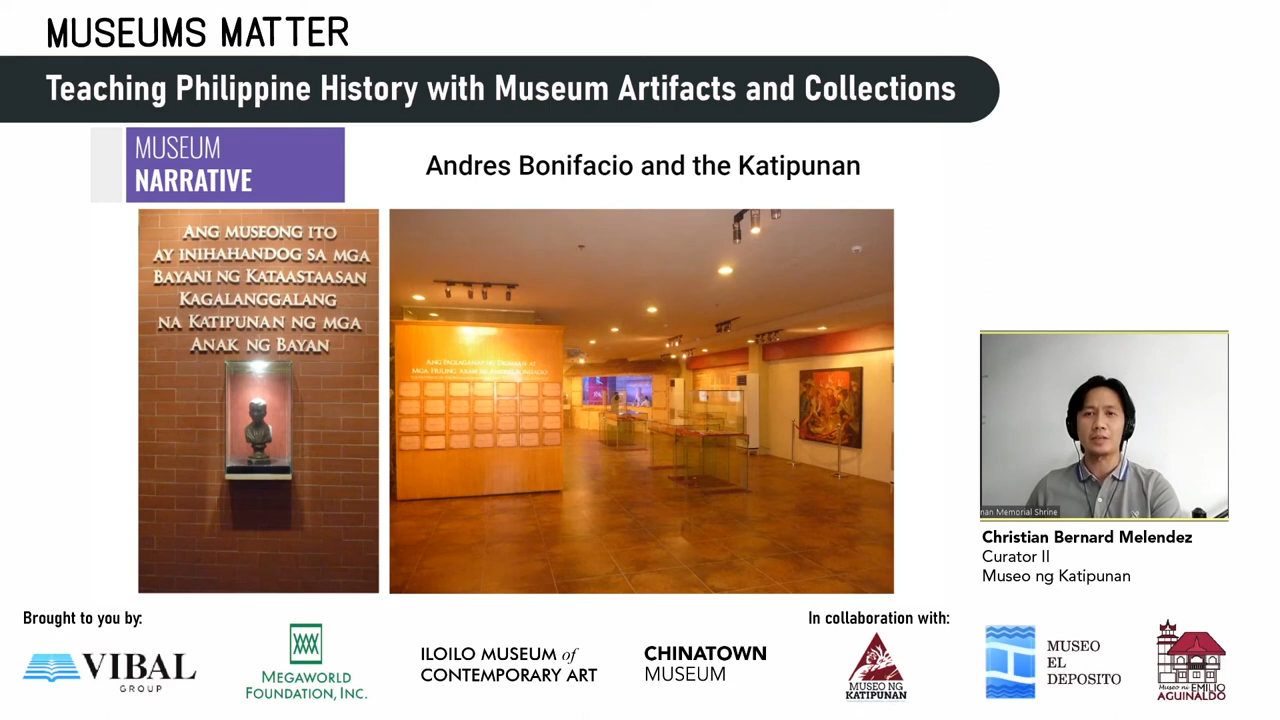 MUSEUMS MATTER
Teaching Philippine History with Museum Artifacts and Collections
MUSEUM
NARRATIVE
Andres Bonifacio and the Katipunan
ANG MUSEONG ITO
AY INIHAHANDOG SA MGA
BAYANI NG KATAASTAASAN
KAGALANGGALANG
NA KATIPUNAN NG MGA
ANAK NG BAYAN
nan Memorial Shrine
Christian Bernard Melendez
Curator II
Museo ng Katipunan
Brought to you by:
In collaboration with:
VIBAL
GROUP
MEGAWORLD
FOUNDATION, INC.
ILOILO MUSEUM of
CONTEMPORARY ART
CHINATOWN
MUSEUM
MUSEO NG
KATIPUNAN
MUSEO
EL
DEPOSITO
Museo ni EMILIO
AGUINALDO